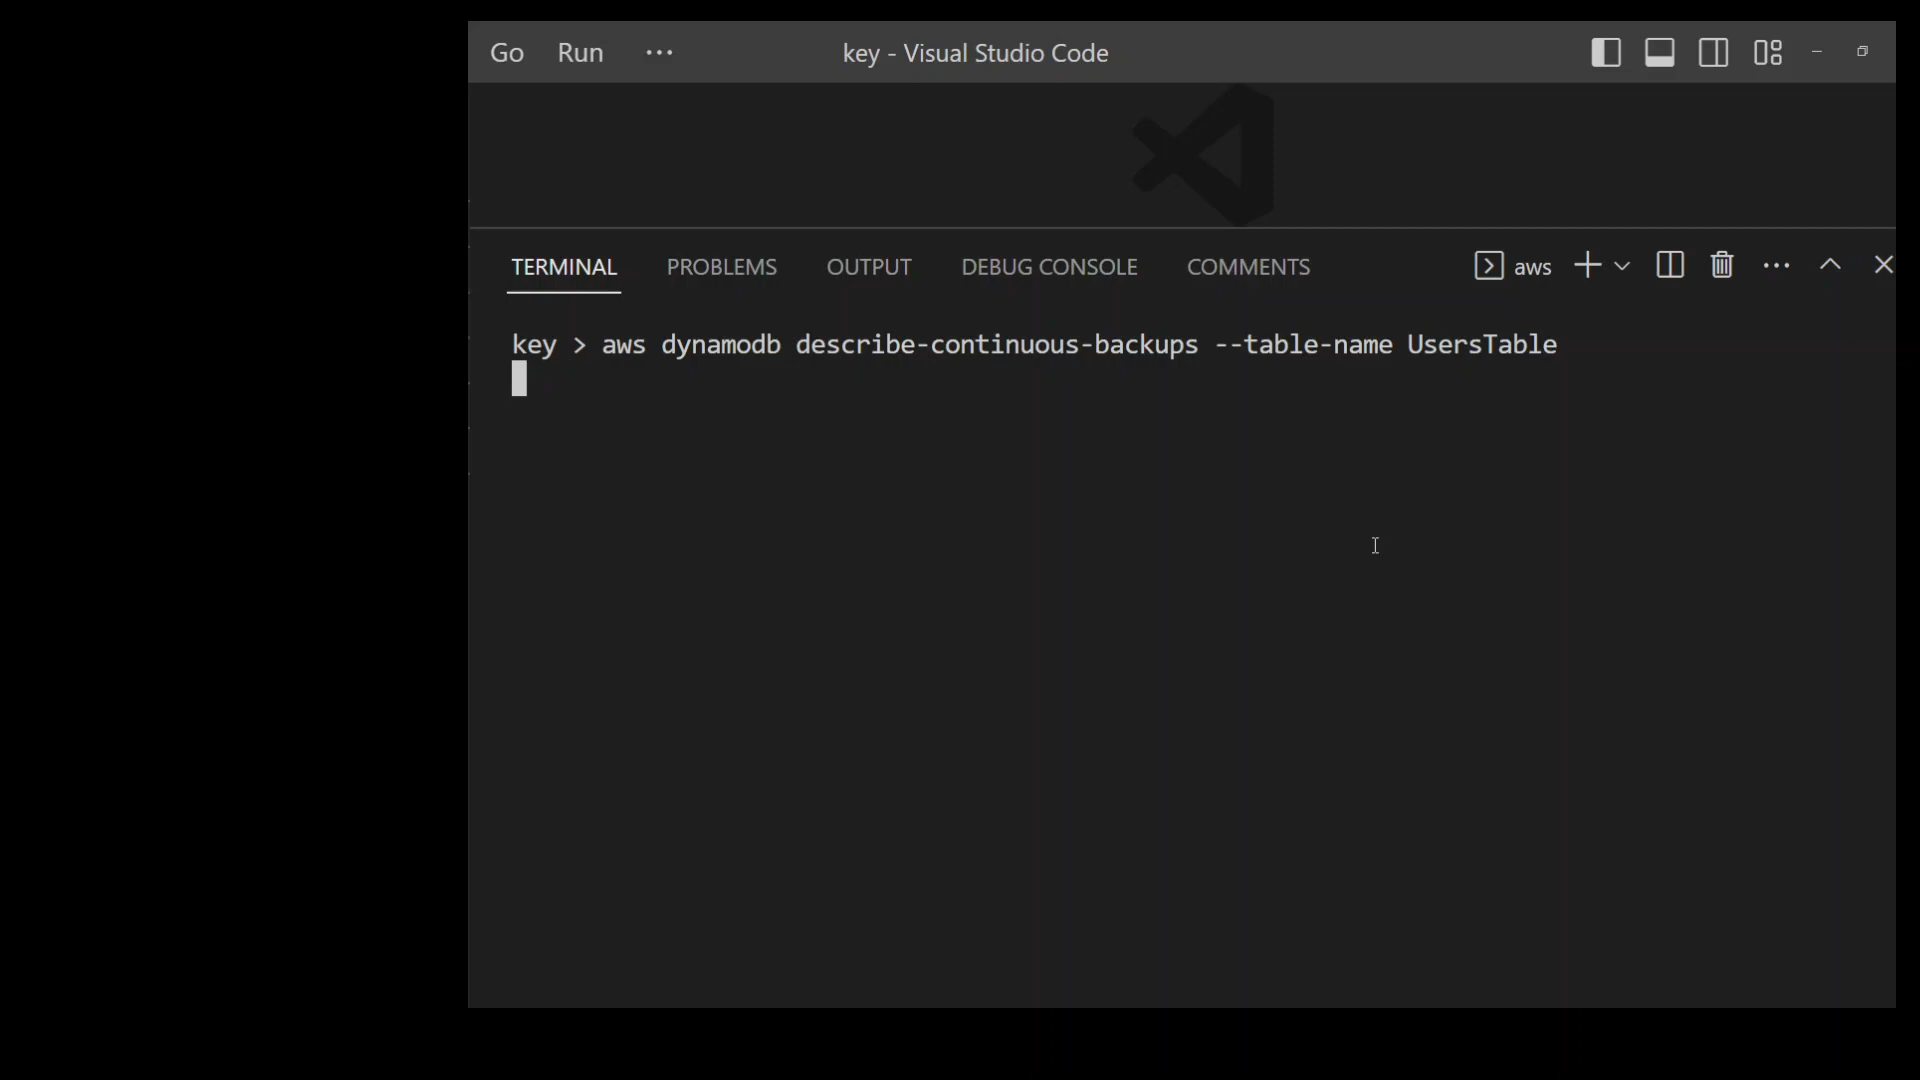 Go Run ··· key - Visual Studio Code
TERMINAL PROBLEMS OUTPUT DEBUG CONSOLE COMMENTS aws
key > aws dynamodb describe-continuous-backups --table-name UsersTable